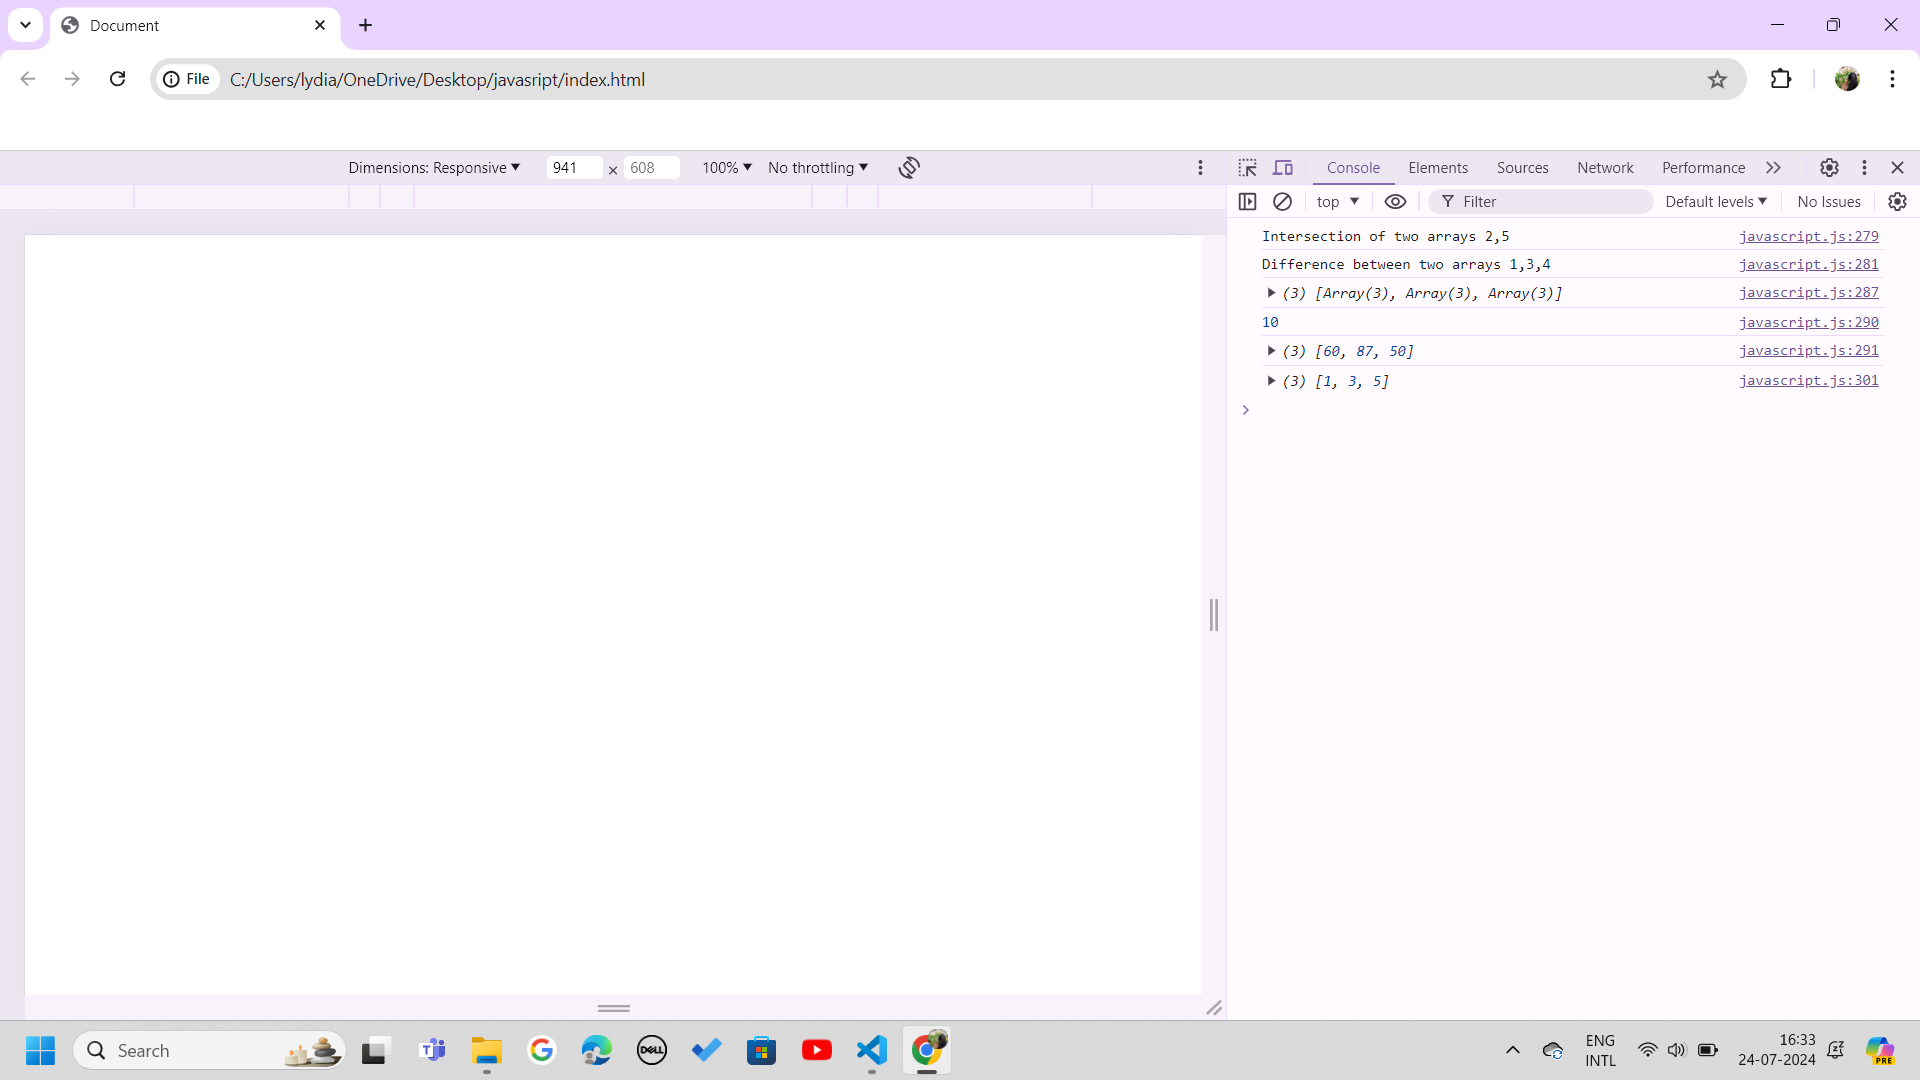 Document
File
C:/Users/lydia/OneDrive/Desktop/javasript/index.html
Dimensions: Responsive 941 × 608 100% No throttling
Console Elements Sources Network Performance
top Filter Default levels No Issues
Intersection of two arrays 2,5 javascript.js:279
Difference between two arrays 1,3,4 javascript.js:281
(3) [Array(3), Array(3), Array(3)] javascript.js:287
10 javascript.js:290
(3) [60, 87, 50] javascript.js:291
(3) [1, 3, 5] javascript.js:301
Search
DELL
ENG
INTL
16:33
24-07-2024
PRE